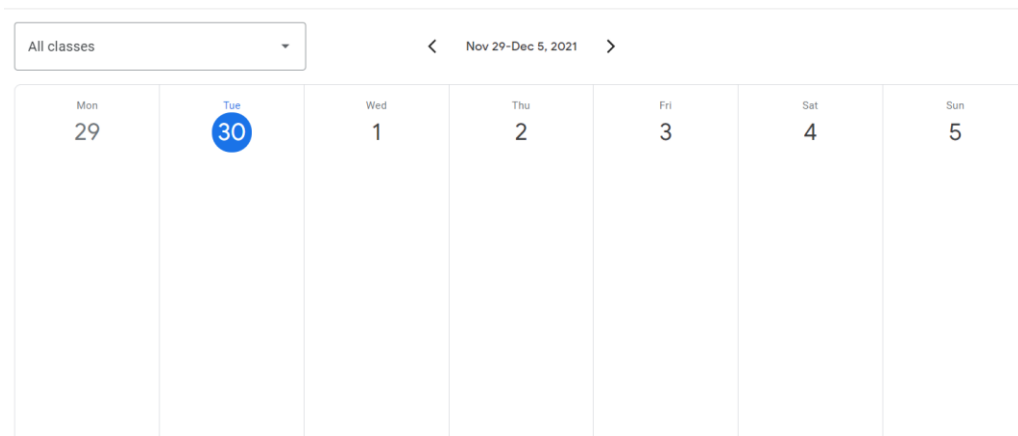 All classes
Nov 29-Dec 5, 2021
Mon Tue Wed Thu Fri Sat Sun
29 30 1 2 3 4 5